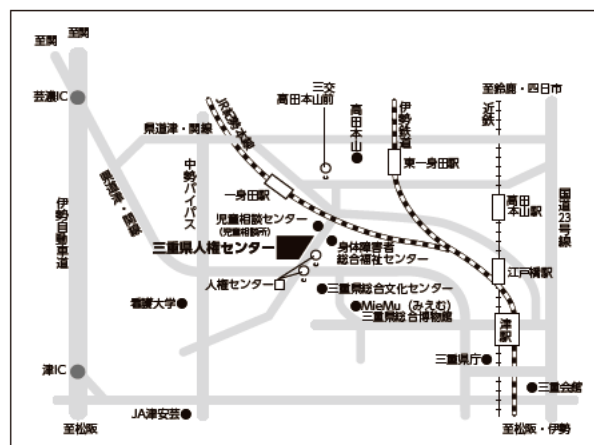 至関
至関
芸濃IC
県道津・関線
JR紀勢本線
三交
高田本山前
高田本山
伊勢鉄道
至鈴鹿・四日市
近鉄
東一身田駅
県道津・関線
中勢バイパス
伊勢自動車道
一身田駅
高田
本山駅
国道23号線
児童相談センター
(児童相談所)
三重県人権センター
身体障害者
総合福祉センター
江戸橋駅
人権センター
三重県総合文化センター
看護大学
MieMu(みえむ)
三重県総合博物館
津駅
三重県庁
津IC
三重会館
JA津安芸
至松阪
至松阪・伊勢